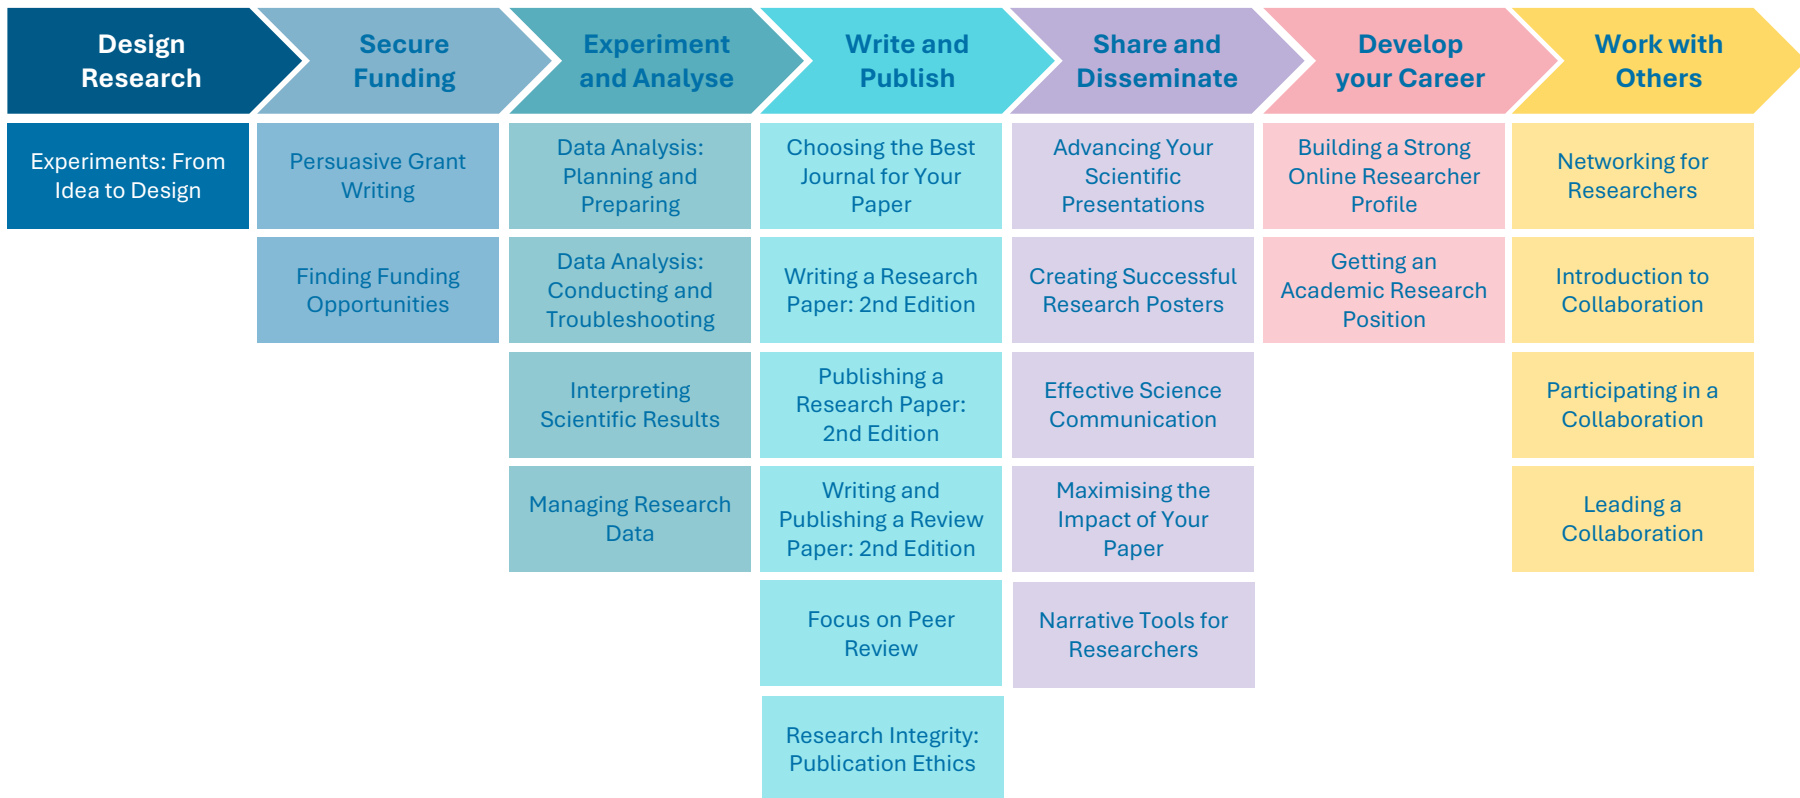 Design
Research
Secure
Funding
Experiment
and Analyse
Write and
Publish
Share and
Disseminate
Develop
your Career
Work with
Others
Experiments: From
Idea to Design
Persuasive Grant
Writing
Finding Funding
Opportunities
Data Analysis:
Planning and
Preparing
Data Analysis:
Conducting and
Troubleshooting
Interpreting
Scientific Results
Managing Research
Data
Choosing the Best
Journal for Your
Paper
Writing a Research
Paper: 2nd Edition
Publishing a
Research Paper:
2nd Edition
Writing and
Publishing a Review
Paper: 2nd Edition
Focus on Peer
Review
Research Integrity:
Publication Ethics
Advancing Your
Scientific
Presentations
Creating Successful
Research Posters
Effective Science
Communication
Maximising the
Impact of Your
Paper
Narrative Tools for
Researchers
Building a Strong
Online Researcher
Profile
Getting an
Academic Research
Position
Networking for
Researchers
Introduction to
Collaboration
Participating in a
Collaboration
Leading a
Collaboration